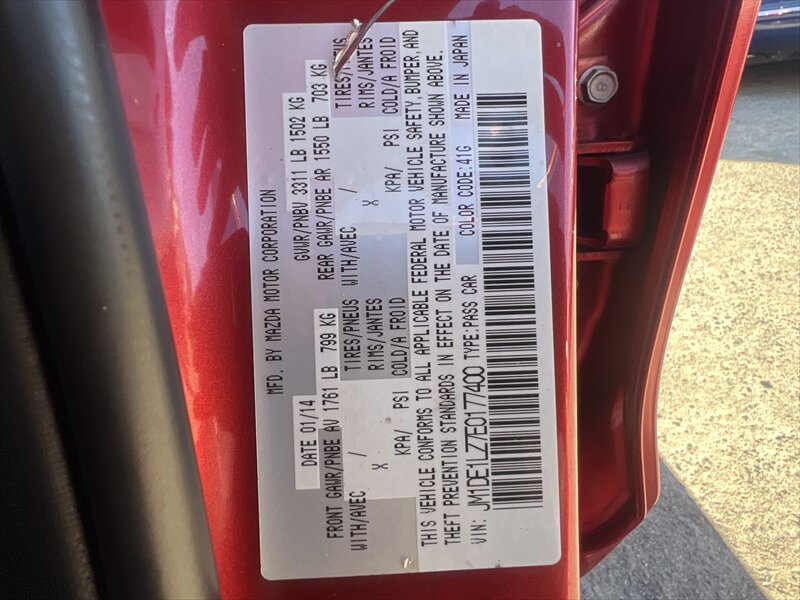 MFD. BY MAZDA MOTOR CORPORATION
DATE 01/14 GVWR/PNBV 3311 LB 1502 KG
FRONT GAWR/PNBE AV 1761 LB 799 KG REAR GAWR/PNBE AR 1550 LB 703 KG
WITH/AVEC / TIRES/PNEUS WITH/AVEC / TIRES/PNEUS
X RIMS/JANTES X RIMS/JANTES
KPA/ PSI COLD/A FROID KPA/ PSI COLD/A FROID
THIS VEHICLE CONFORMS TO ALL APPLICABLE FEDERAL MOTOR VEHICLE SAFETY, BUMPER, AND
THEFT PREVENTION STANDARDS IN EFFECT ON THE DATE OF MANUFACTURE SHOWN ABOVE.
VIN: JM1DE1LZ7E0177400 TYPE:PASS CAR COLOR CODE:41G MADE IN JAPAN